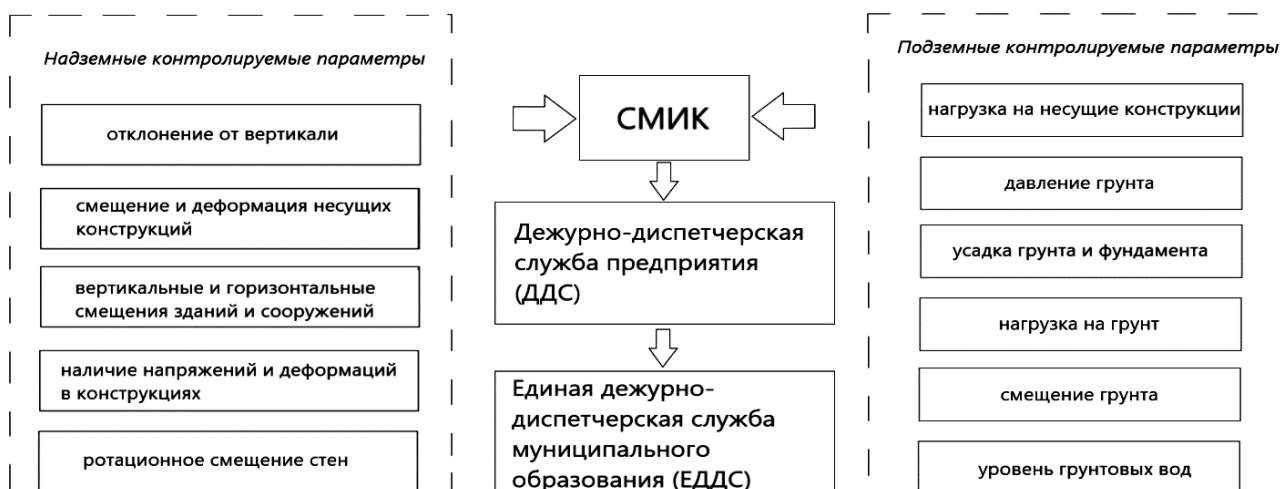 Надземные контролируемые параметры
отклонение от вертикали
смещение и деформация несущих
конструкций
вертикальные и горизонтальные
смещения зданий и сооружений
наличие напряжений и деформаций
в конструкциях
ротационное смещение стен
СМИК
Дежурно-диспетчерская
служба предприятия
(ДДС)
Единая дежурно-
диспетчерская служба
муниципального
образования (ЕДДС)
Подземные контролируемые параметры
нагрузка на несущие конструкции
давление грунта
усадка грунта и фундамента
нагрузка на грунт
смещение грунта
уровень грунтовых вод